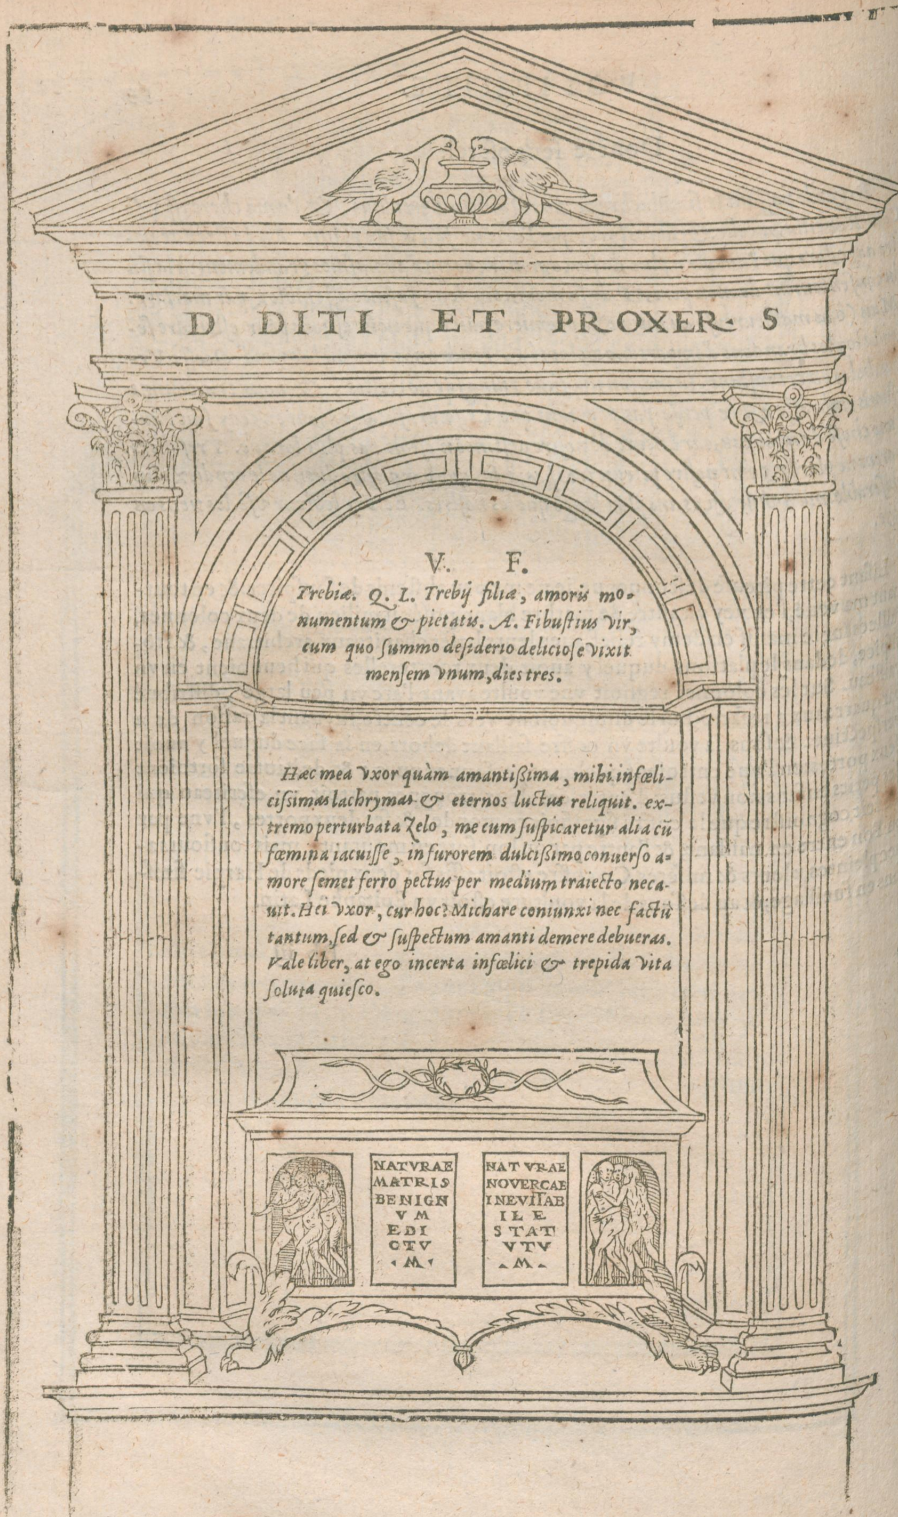 D DITI ET PROXER. S
V. F.
Trebiæ. Q. L. Trebij filiæ, amoris mo-
numentum & pietatis. Æ. Fibustius vir,
cum quo summo desiderio deliciose vixit
mensem vnum, dies tres.
Hæc mea vxor quàm amantißima, mihi infœli-
cissimas lachrymas & eternos luctus reliquit. ex-
tremo perturbata zelo, me cum suspicaretur alia cū
fœmina iacuisse, in furorem dulcißimo conuerso a-
more semet ferro pectus per medium traiecto neca-
uit. Hei vxor, cur hoc? Michare coniunxi nec factū
tantum, sed & suspectum amanti demere debueras.
Vale liber, at ego incerta infœlici & trepida vita
soluta quiesco.
NATVRAE
MATRIS
BENIGN
VM
EDI
CTV
M
NATVRAE
NOVERCAE
INEVITAB
ILE
STAT
VTV
M